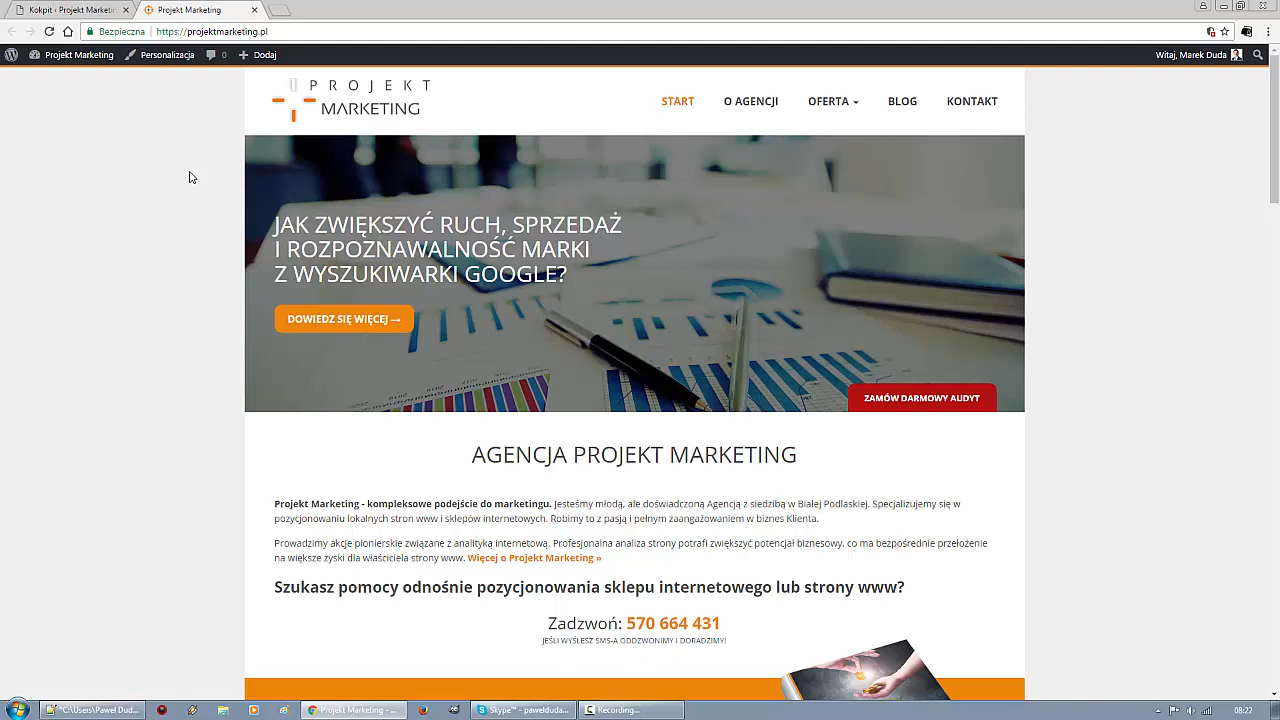 Kokpit ‹ Projekt Marketing
Projekt Marketing
Bezpieczna
https://projektmarketing.pl
Projekt Marketing
Personalizacja
0
Dodaj
Witaj, Marek Duda
PROJEKT
MARKETING
START
O AGENCJI
OFERTA
BLOG
KONTAKT
JAK ZWIĘKSZYĆ RUCH, SPRZEDAŻ
I ROZPOZNAWALNOŚĆ MARKI
Z WYSZUKIWARKI GOOGLE?
DOWIEDZ SIĘ WIĘCEJ →
ZAMÓW DARMOWY AUDYT
AGENCJA PROJEKT MARKETING
Projekt Marketing - kompleksowe podejście do marketingu. Jesteśmy młodą, ale doświadczoną Agencją z siedzibą w Białej Podlaskiej. Specjalizujemy się w
pozycjonowaniu lokalnych stron www i sklepów internetowych. Robimy to z pasją i pełnym zaangażowaniem w biznes Klienta.
Prowadzimy akcje pionierskie związane z analityką internetową. Profesjonalna analiza strony potrafi zwiększyć potencjał biznesowy, co ma bezpośrednie przełożenie
na większe zyski dla właściciela strony www. Więcej o Projekt Marketing »
Szukasz pomocy odnośnie pozycjonowania sklepu internetowego lub strony www?
Zadzwoń: 570 664 431
JEŚLI WYŚLESZ SMS-A ODDZWONIMY I DORADZIMY!
*C:\Users\Paweł Dud...
Projekt Marketing - ...
Skype™ - pawelduda...
Recording...
08:22